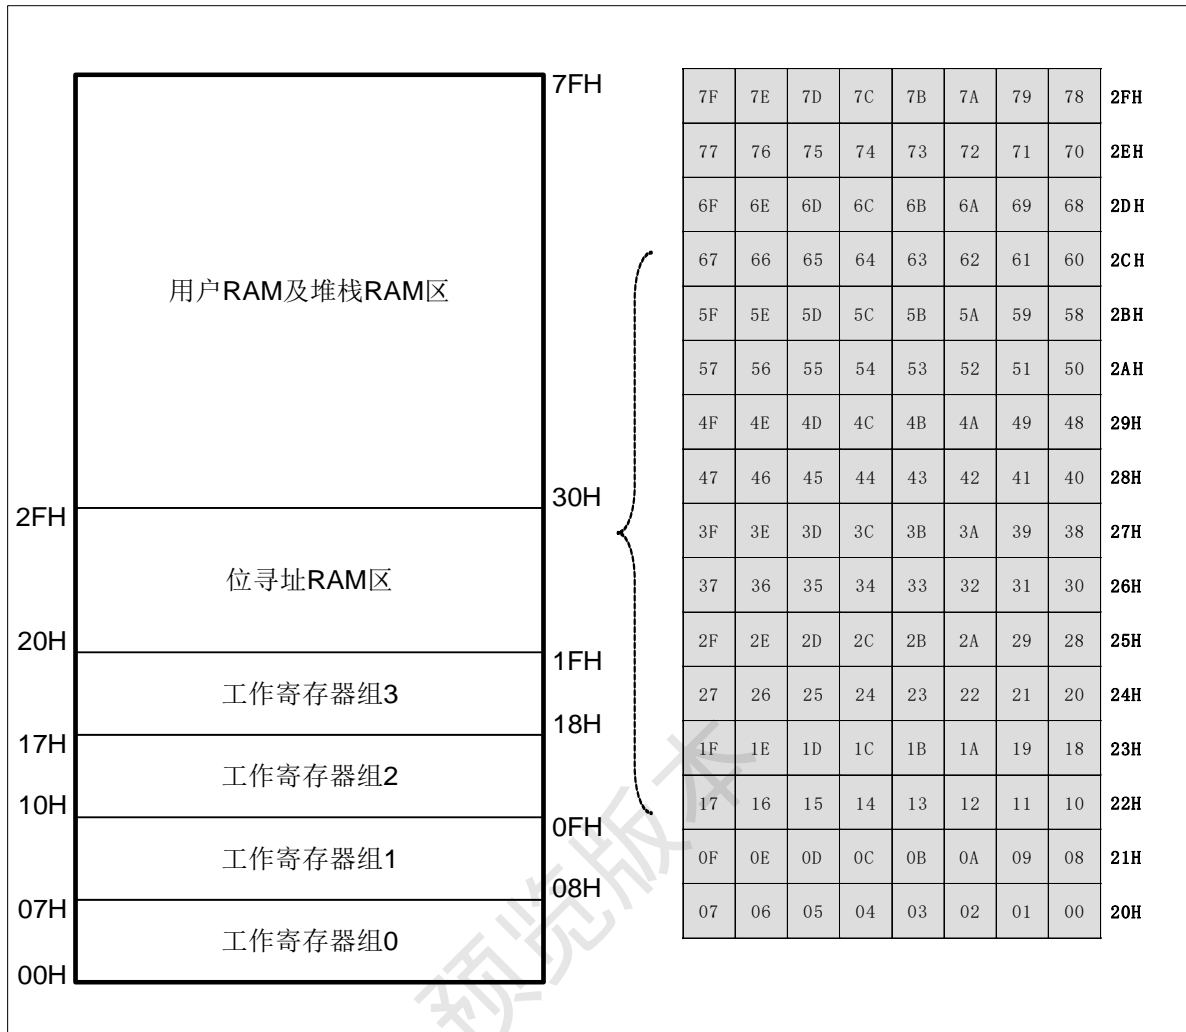 7FH
用户RAM及堆栈RAM区
30H
2FH
位寻址RAM区
20H
1FH
工作寄存器组3
18H
17H
工作寄存器组2
10H
0FH
工作寄存器组1
08H
07H
工作寄存器组0
00H
7F 7E 7D 7C 7B 7A 79 78 2FH
77 76 75 74 73 72 71 70 2EH
6F 6E 6D 6C 6B 6A 69 68 2DH
67 66 65 64 63 62 61 60 2CH
5F 5E 5D 5C 5B 5A 59 58 2BH
57 56 55 54 53 52 51 50 2AH
4F 4E 4D 4C 4B 4A 49 48 29H
47 46 45 44 43 42 41 40 28H
3F 3E 3D 3C 3B 3A 39 38 27H
37 36 35 34 33 32 31 30 26H
2F 2E 2D 2C 2B 2A 29 28 25H
27 26 25 24 23 22 21 20 24H
1F 1E 1D 1C 1B 1A 19 18 23H
17 16 15 14 13 12 11 10 22H
0F 0E 0D 0C 0B 0A 09 08 21H
07 06 05 04 03 02 01 00 20H
预览版本